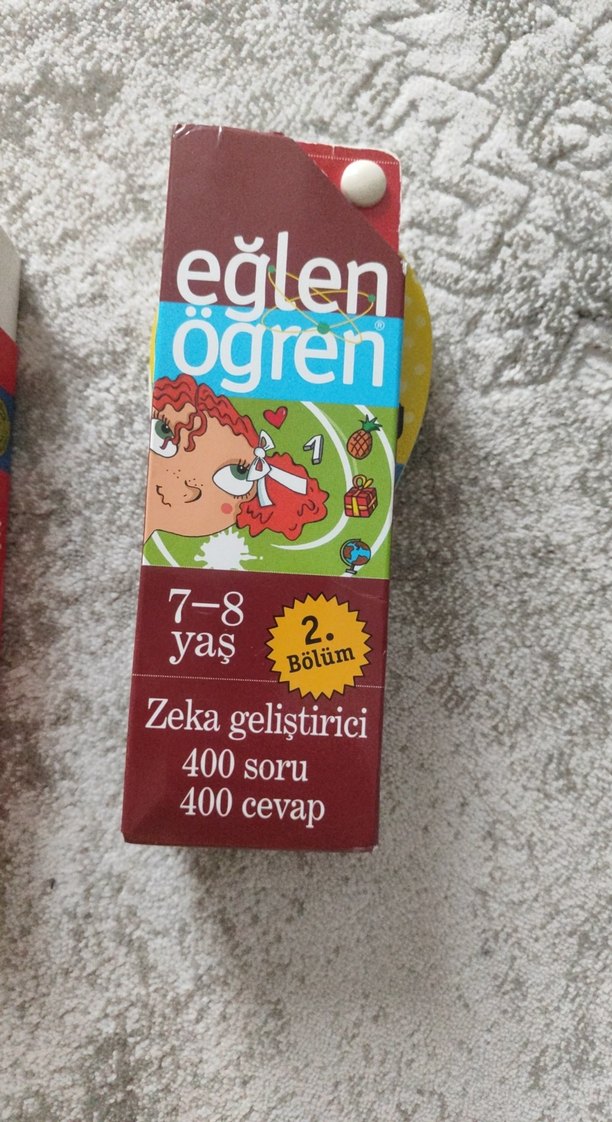 eğlen
öğren®
1
7–8
yaş
2.
Bölüm
Zeka geliştirici
400 soru
400 cevap